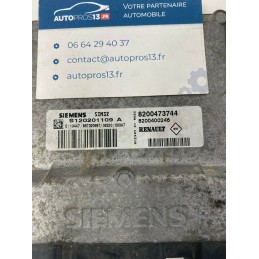 VOTRE PARTENAIRE
AUTOMOBILE
AUTOPROS13.FR
06 64 29 40 37
contact@autopros13.fr
autopros13.fr
SIEMENS SIM32
S120201109 A
8200473744
8200400246
RENAULT
SIEMENS